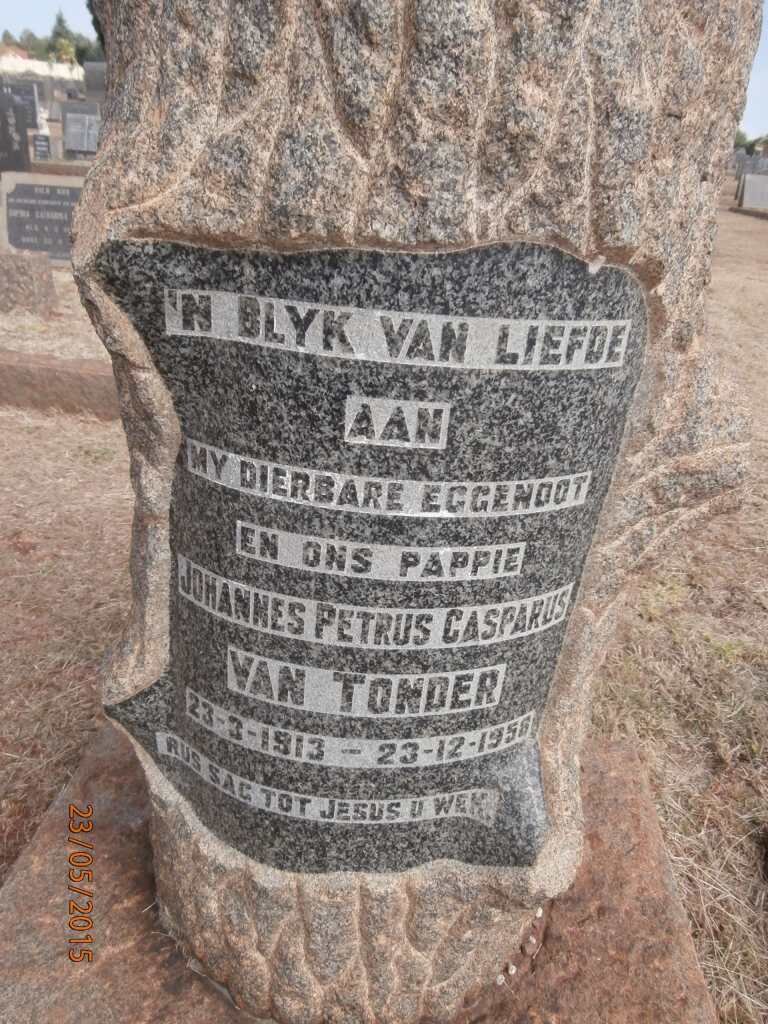 'N BLYK VAN LIEFDE
AAN
MY DIERBARE EGGENOOT
EN ONS PAPPIE
JOHANNES PETRUS CASPARUS
VAN TONDER
23-3-1913 – 23-12-1956
RUS SAG TOT JESUS U WEK
23/05/2015